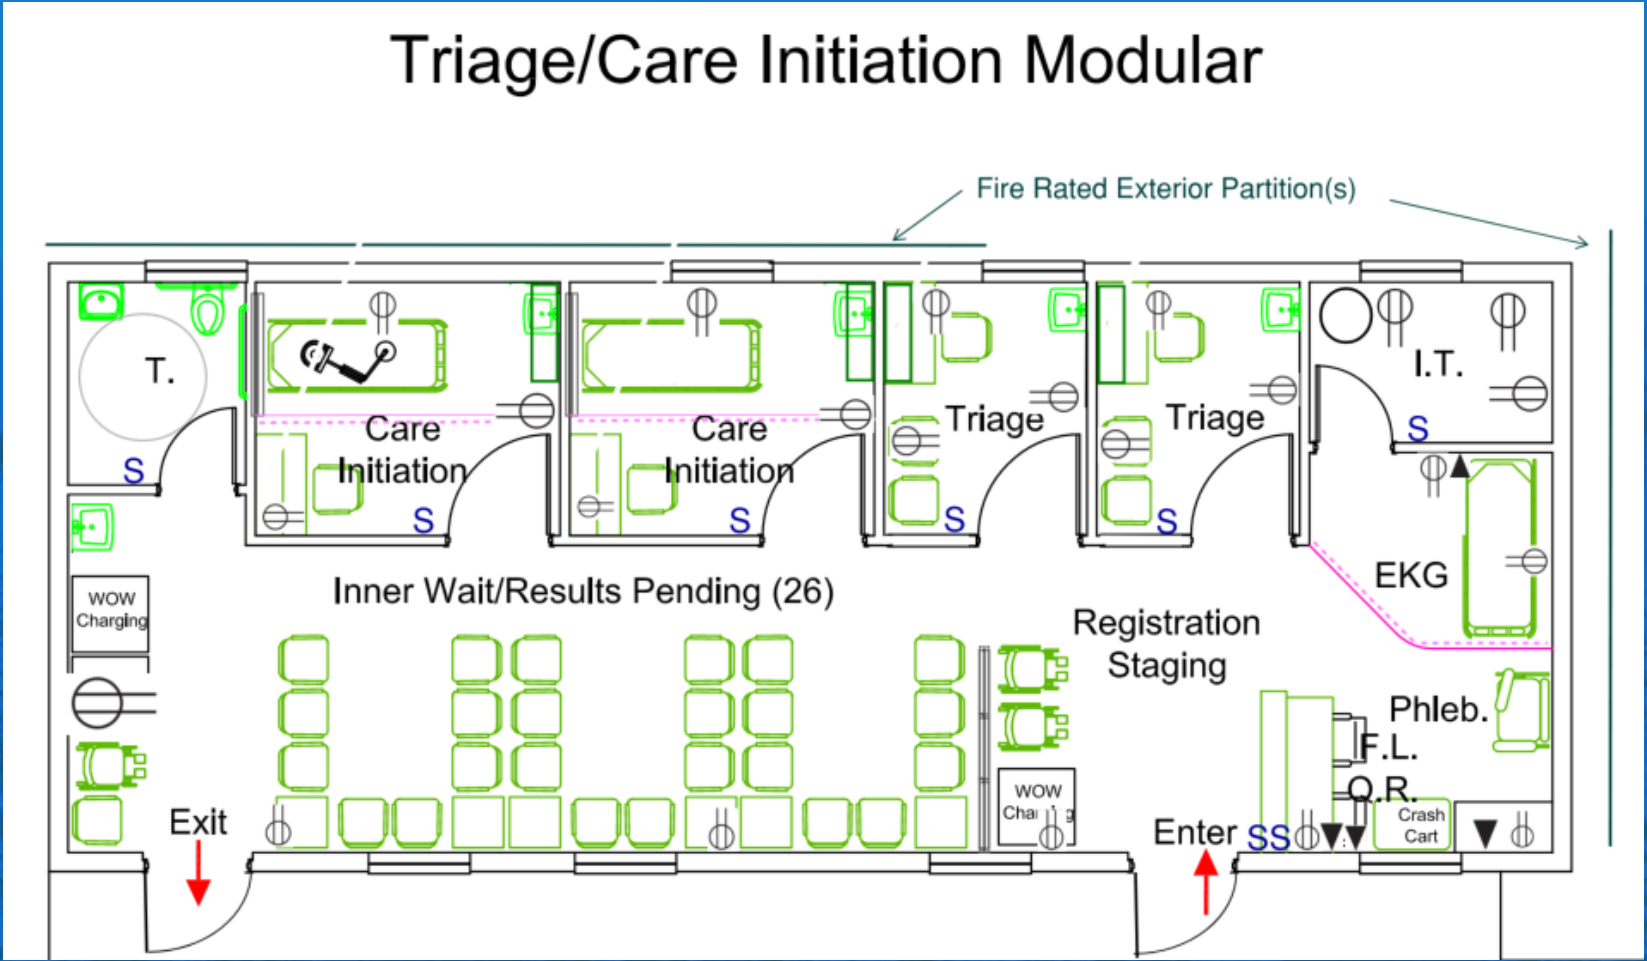 Triage/Care Initiation Modular
Fire Rated Exterior Partition(s)
T.
S
Care
Initiation
S
Care
Initiation
S
Triage
S
Triage
S
I.T.
S
WOW
Charging
Inner Wait/Results Pending (26)
Registration
Staging
EKG
Phleb.
F.L.
Q.R.
WOW
Crash
Cart
Exit
Enter
SS